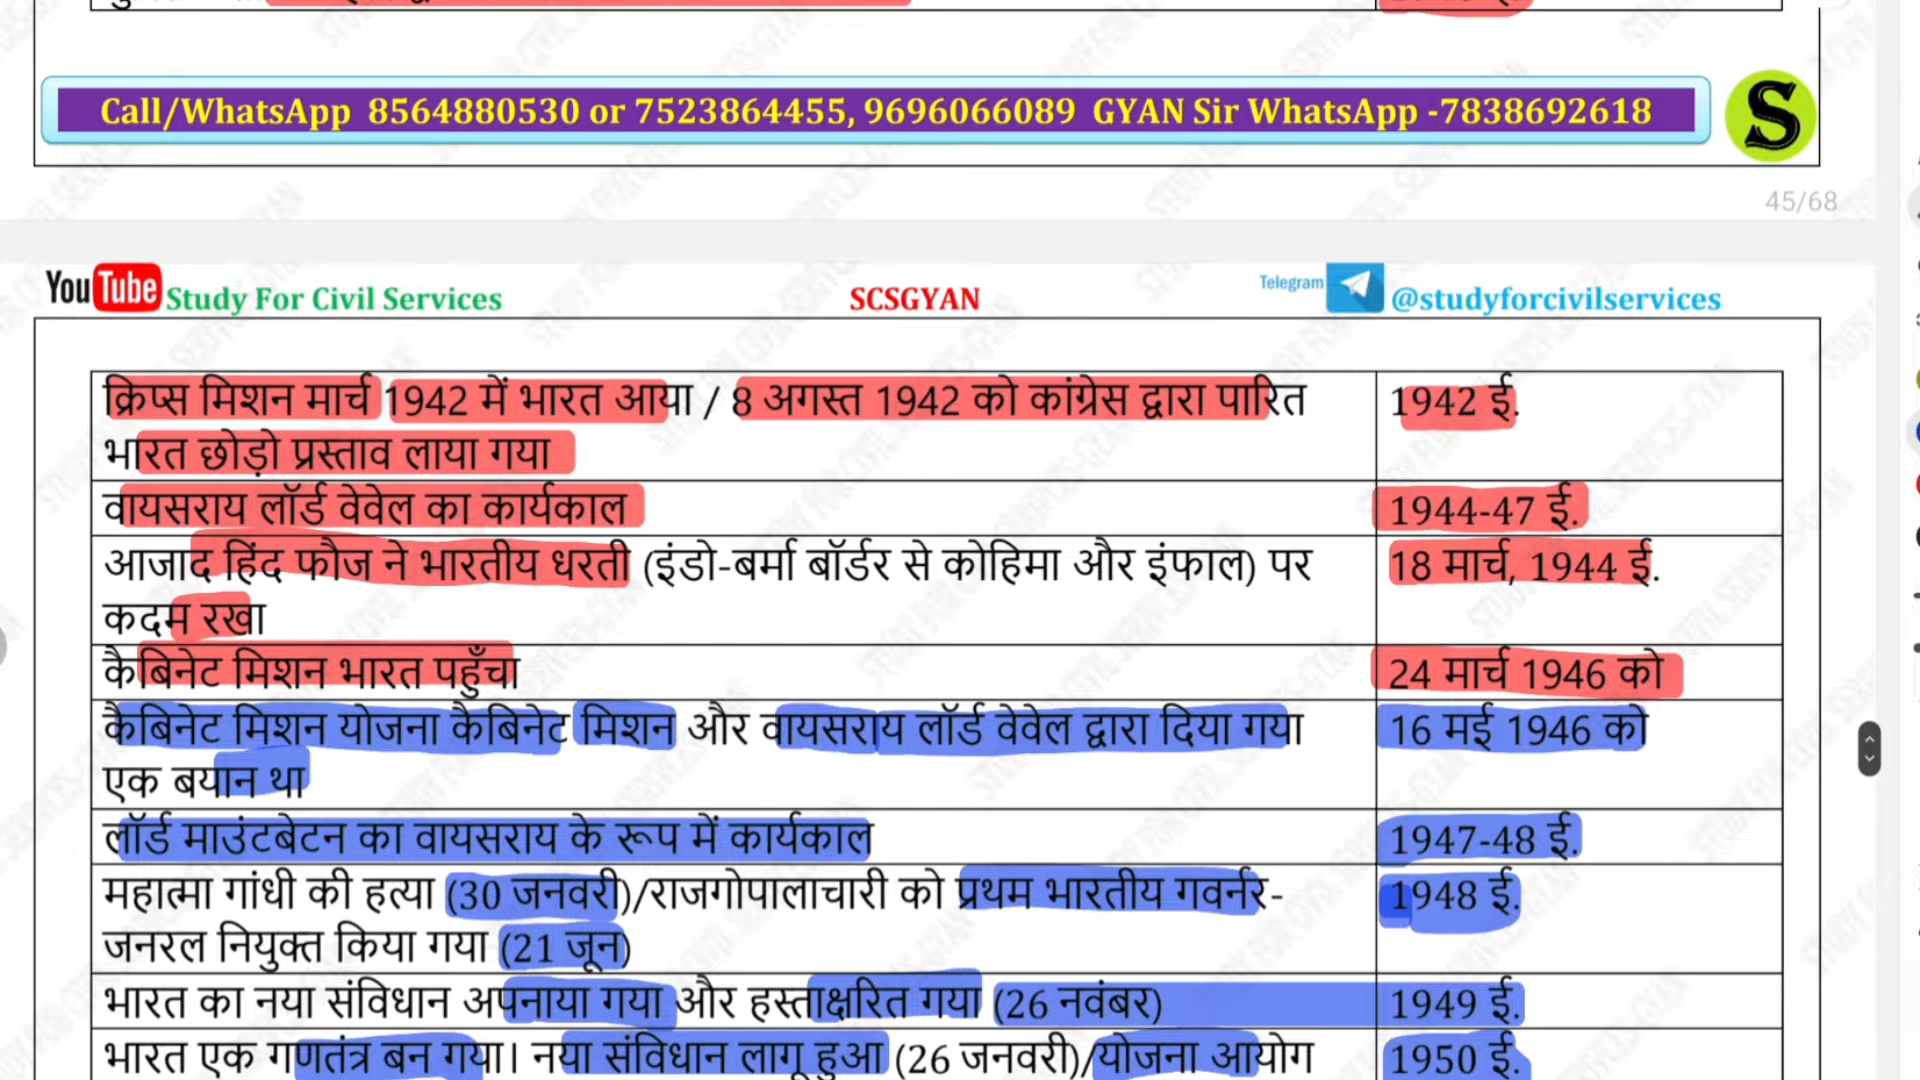 Call/WhatsApp 8564880530 or 7523864455, 9696066089 GYAN Sir WhatsApp -7838692618
S
45/68
YouTube Study For Civil Services SCSGYAN Telegram @studyforcivilservices
क्रिप्स मिशन मार्च 1942 में भारत आया / 8 अगस्त 1942 को कांग्रेस द्वारा पारित 1942 ई.
भारत छोड़ो प्रस्ताव लाया गया
वायसराय लॉर्ड वेवेल का कार्यकाल 1944-47 ई.
आजाद हिंद फौज ने भारतीय धरती (इंडो-बर्मा बॉर्डर से कोहिमा और इंफाल) पर 18 मार्च, 1944 ई.
कदम रखा
कैबिनेट मिशन भारत पहुँचा 24 मार्च 1946 को
कैबिनेट मिशन योजना कैबिनेट मिशन और वायसराय लॉर्ड वेवेल द्वारा दिया गया 16 मई 1946 को
एक बयान था
लॉर्ड माउंटबेटन का वायसराय के रूप में कार्यकाल 1947-48 ई.
महात्मा गांधी की हत्या (30 जनवरी)/राजगोपालाचारी को प्रथम भारतीय गवर्नर- 1948 ई.
जनरल नियुक्त किया गया (21 जून)
भारत का नया संविधान अपनाया गया और हस्ताक्षरित गया (26 नवंबर) 1949 ई.
भारत एक गणतंत्र बन गया। नया संविधान लागू हुआ (26 जनवरी)/योजना आयोग 1950 ई.